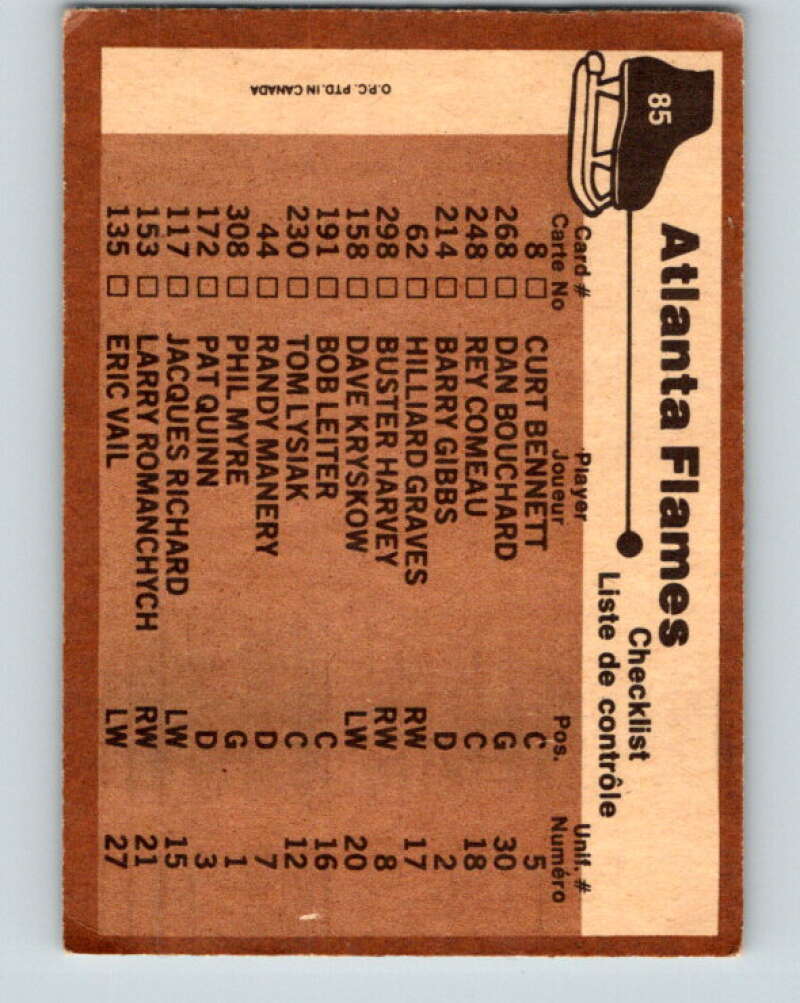 85
Atlanta Flames
Checklist
Liste de contrôle
Card # Player Pos. Unif. #
Carte No Joueur Numéro
8 □ CURT BENNETT C 5
268 □ DAN BOUCHARD G 30
248 □ REY COMEAU C 18
214 □ BARRY GIBBS D 2
62 □ HILLIARD GRAVES RW 17
298 □ BUSTER HARVEY RW 8
158 □ DAVE KRYSKOW LW 20
191 □ BOB LEITER C 16
230 □ TOM LYSIAK C 12
44 □ RANDY MANERY D 7
308 □ PHIL MYRE G 1
172 □ PAT QUINN D 3
117 □ JACQUES RICHARD LW 15
153 □ LARRY ROMANCHYCH RW 21
135 □ ERIC VAIL LW 27
O.P.C. PTD. IN CANADA